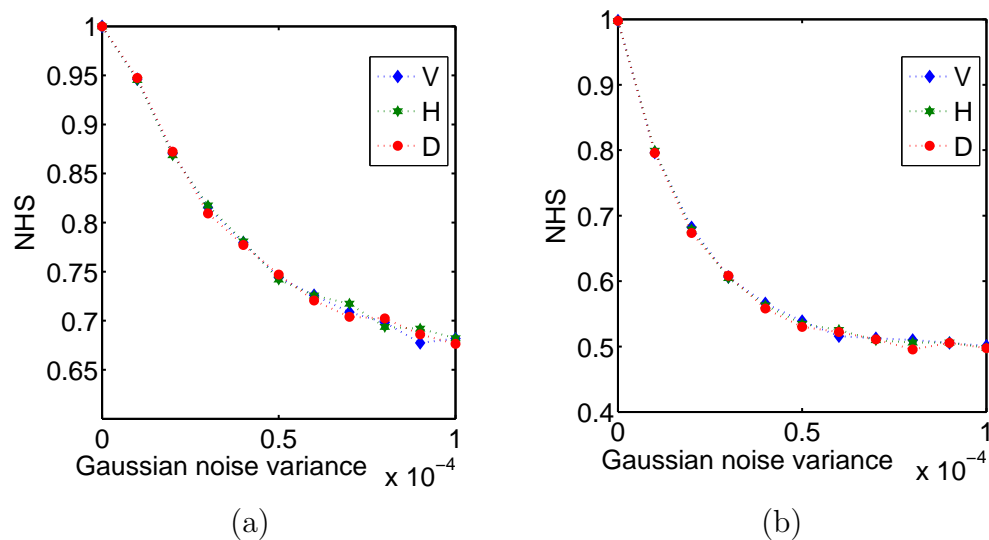 1
0.95
0.9
0.85
0.8
0.75
0.7
0.65
NHS
0
0.5
1
Gaussian noise variance
x 10−4
V
H
D
(a)
1
0.9
0.8
0.7
0.6
0.5
0.4
NHS
0
0.5
1
Gaussian noise variance
x 10−4
V
H
D
(b)